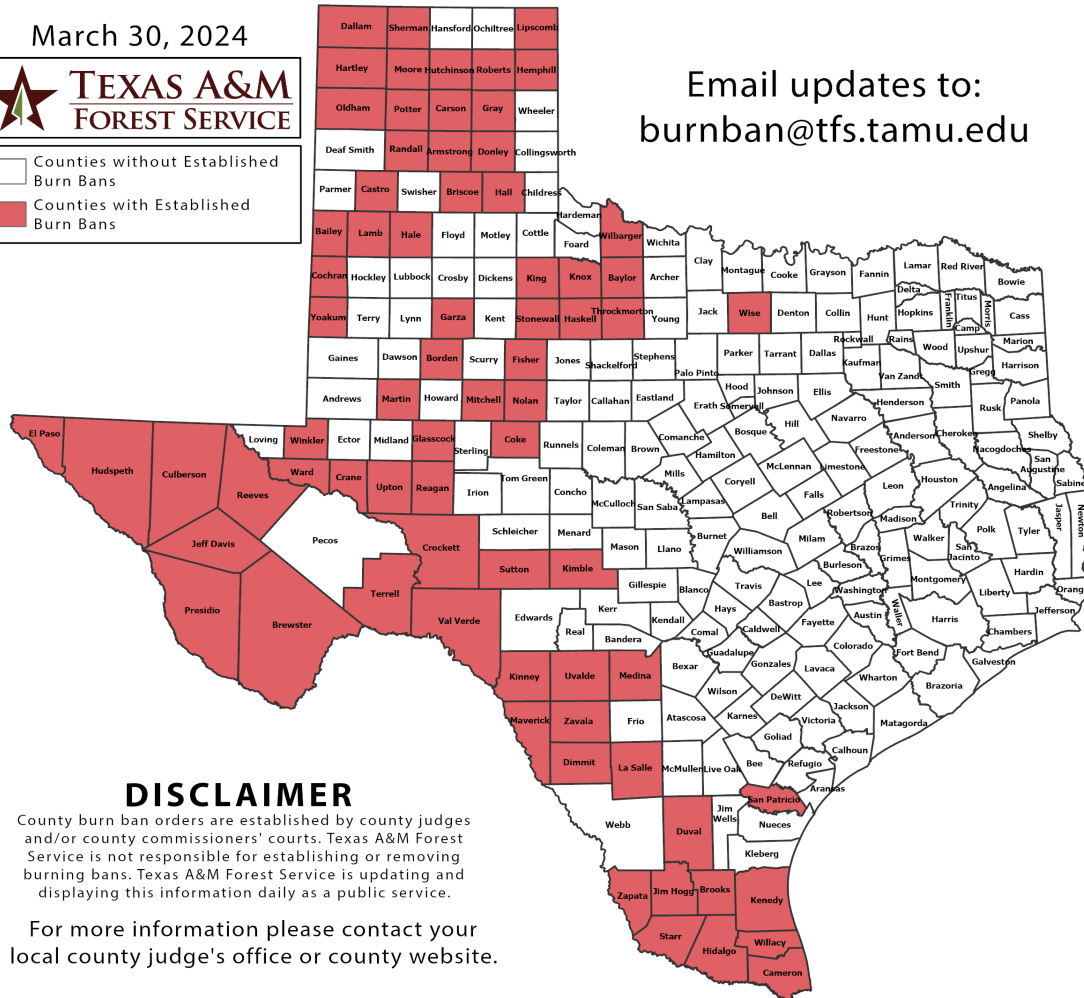 March 30, 2024
TEXAS A&M
FOREST SERVICE
Counties without Established
Burn Bans
Counties with Established
Burn Bans
Email updates to:
burnban@tfs.tamu.edu
Dallam Sherman Hansford Ochiltree Lipscomb
Hartley Moore Hutchinson Roberts Hemphill
Oldham Potter Carson Gray Wheeler
Deaf Smith Randall Armstrong Donley Collingsworth
Parmer Castro Swisher Briscoe Hall Childress
Hardeman
Bailey Lamb Hale Floyd Motley Cottle Foard Wilbarger Wichita
Cochran Hockley Lubbock Crosby Dickens King Knox Baylor Archer Clay Montague Cooke Grayson Fannin Lamar Red River Bowie
Delta Franklin Titus Morris Cass
Yoakum Terry Lynn Garza Kent Stonewall Haskell Throckmorton Young Jack Wise Denton Collin Hunt Hopkins Camp
Rockwall Rains Wood Upshur Marion
Gaines Dawson Borden Scurry Fisher Jones Shackelford Stephens Palo Pinto Parker Tarrant Dallas Kaufman Van Zandt Gregg Harrison
Andrews Martin Howard Mitchell Nolan Taylor Callahan Eastland Erath Hood Somervell Johnson Ellis Henderson Smith Rusk Panola
El Paso Loving Winkler Ector Midland Glasscock Sterling Coke Runnels Coleman Brown Comanche Bosque Hill Navarro Anderson Cherokee Shelby
Hudspeth Culberson Reeves Ward Crane Upton Reagan Irion Tom Green Concho Mills Hamilton McLennan Limestone Freestone Nacogdoches San Augustine Sabine
McCulloch San Saba Lampasas Coryell Falls Leon Houston Angelina
Jeff Davis Pecos Crockett Schleicher Menard Mason Llano Burnet Bell Milam Robertson Madison Trinity Polk Tyler Jasper Newton
Williamson Brazos Grimes Walker San Jacinto Hardin
Presidio Brewster Terrell Val Verde Sutton Kimble Gillespie Blanco Travis Lee Burleson Washington Montgomery Liberty Orang
Edwards Kerr Kendall Hays Bastrop Fayette Austin Waller Harris Jefferson
Real Bandera Comal Caldwell Colorado Fort Bend Chambers
Kinney Uvalde Medina Bexar Guadalupe Gonzales Lavaca Wharton Brazoria Galveston
Maverick Zavala Frio Atascosa Wilson Karnes DeWitt Victoria Jackson Matagorda
Dimmit La Salle McMullen Live Oak Bee Goliad Refugio Calhoun Aransas
Webb Duval Jim Wells San Patricio Nueces Kleberg
Zapata Jim Hogg Brooks Kenedy
Starr Hidalgo Willacy
Cameron
DISCLAIMER
County burn ban orders are established by county judges
and/or county commissioners' courts. Texas A&M Forest
Service is not responsible for establishing or removing
burning bans. Texas A&M Forest Service is updating and
displaying this information daily as a public service.
For more information please contact your
local county judge's office or county website.